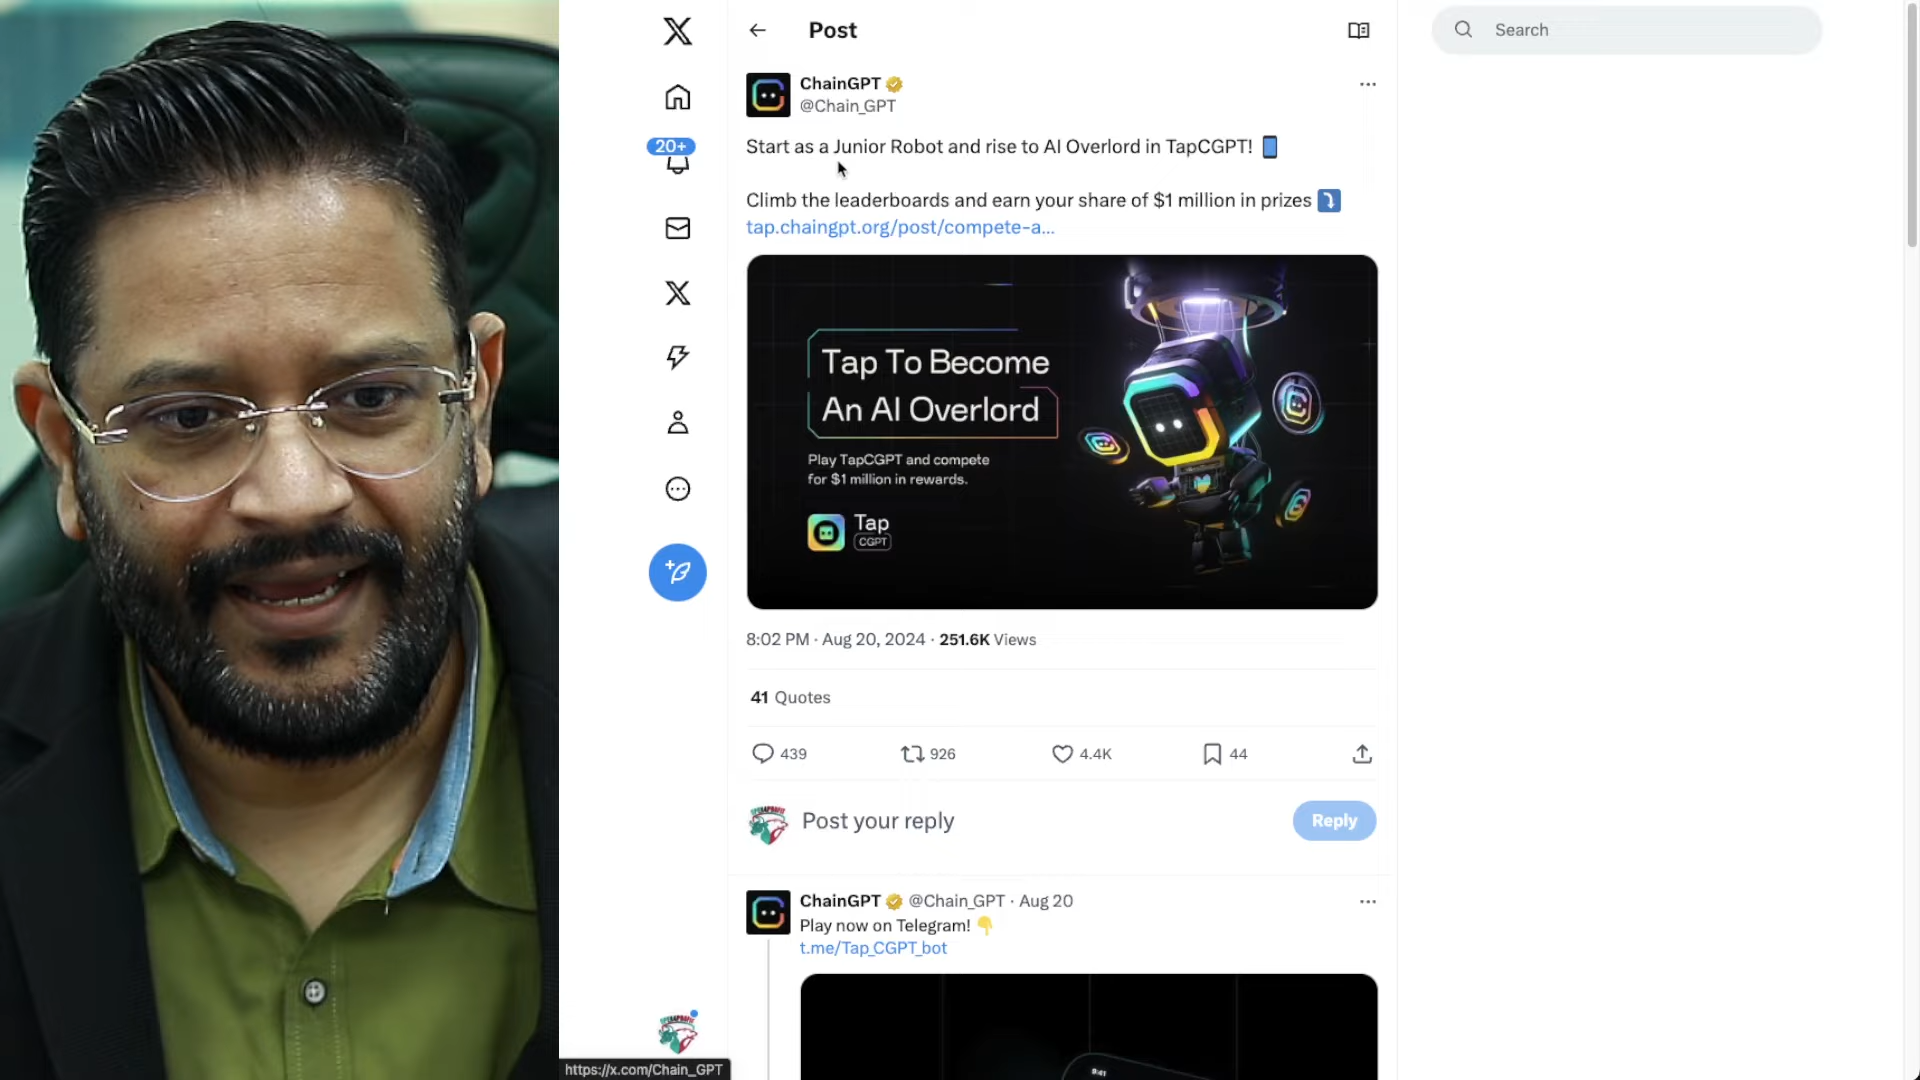 Post
Search
ChainGPT
@Chain_GPT
20+
Start as a Junior Robot and rise to AI Overlord in TapCGPT!
Climb the leaderboards and earn your share of $1 million in prizes
tap.chaingpt.org/post/compete-a...
Tap To Become
An AI Overlord
Play TapCGPT and compete
for $1 million in rewards.
Tap
CGPT
8:02 PM · Aug 20, 2024 · 251.6K Views
41 Quotes
439 926 4.4K 44
Post your reply
Reply
ChainGPT @Chain_GPT · Aug 20
Play now on Telegram!
t.me/Tap_CGPT_bot
9:41
https://x.com/Chain_GPT